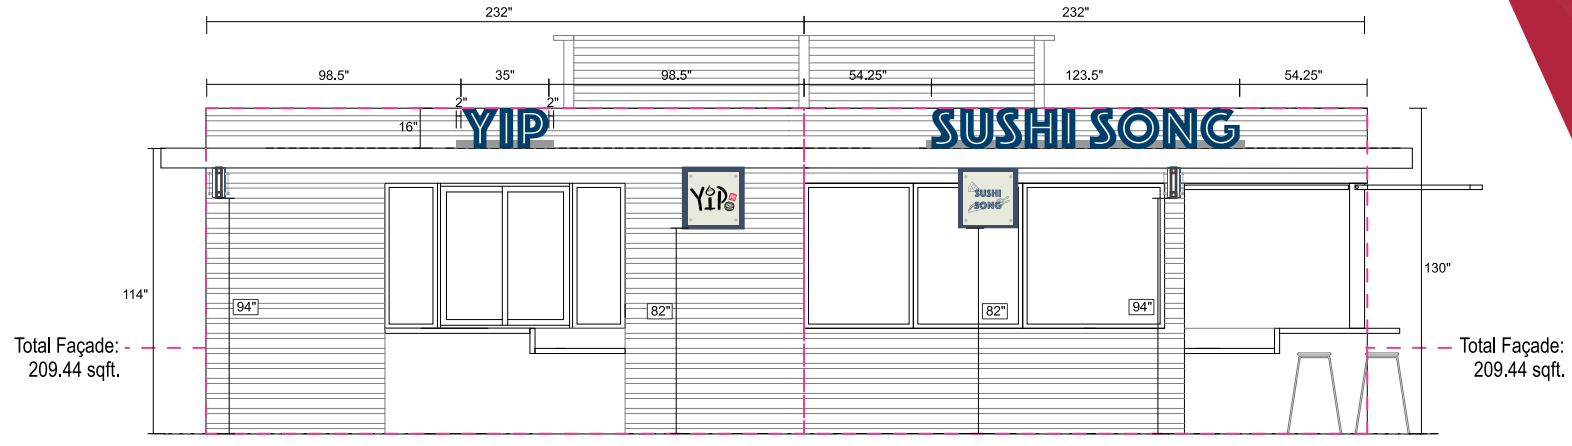 232"
232"
98.5"
35"
98.5"
54.25"
123.5"
54.25"
2"
2"
16"
YIP
SUSHI SONG
YIP
SUSHI
SONG
114"
94"
82"
82"
94"
130"
Total Façade:
209.44 sqft.
Total Façade:
209.44 sqft.